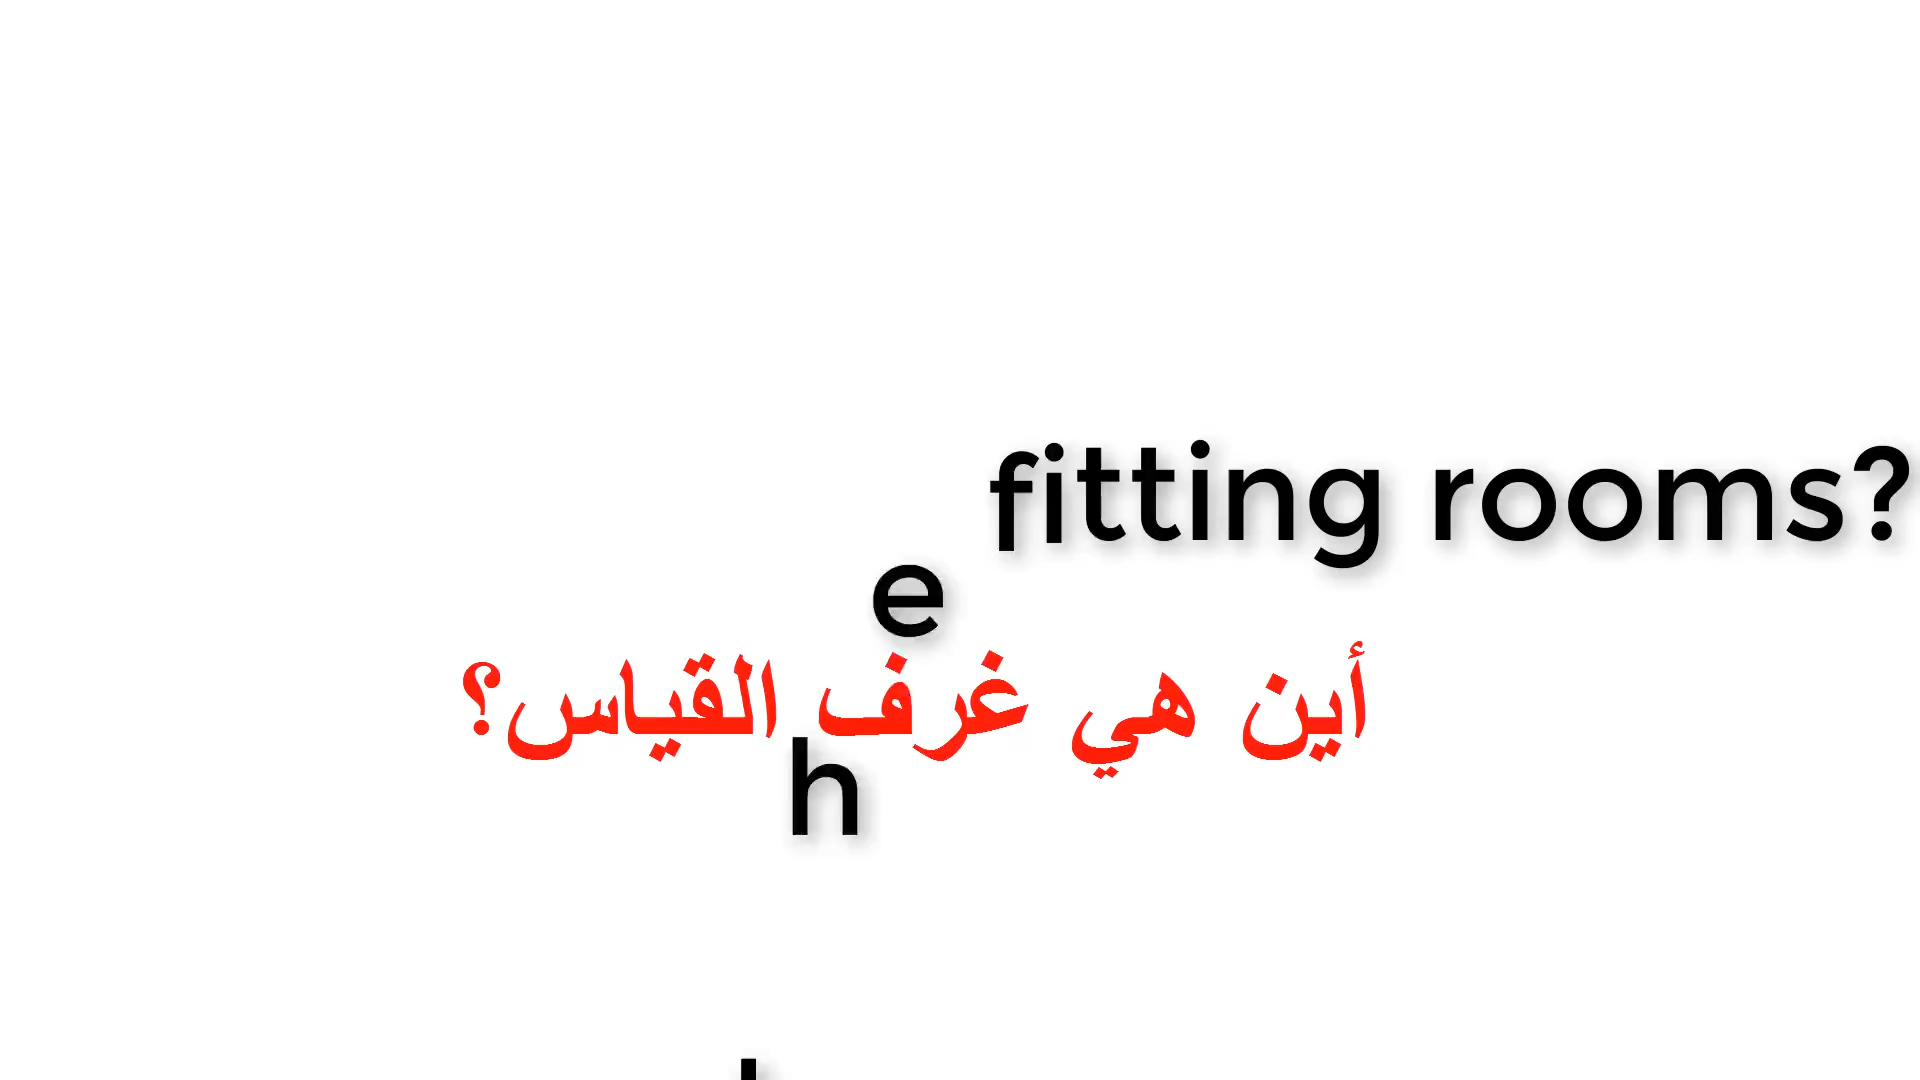 fitting rooms?
e
أين هي غرف القياس؟
h